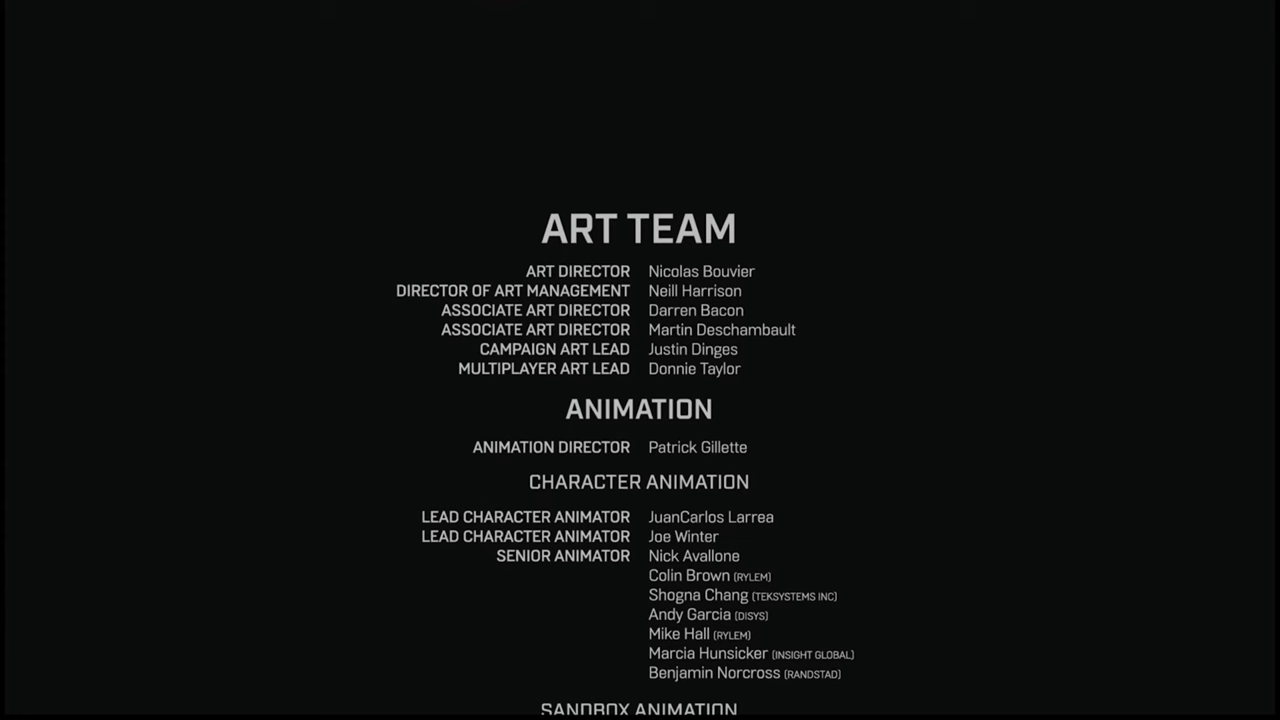 ART TEAM
ART DIRECTOR Nicolas Bouvier
DIRECTOR OF ART MANAGEMENT Neill Harrison
ASSOCIATE ART DIRECTOR Darren Bacon
ASSOCIATE ART DIRECTOR Martin Deschambault
CAMPAIGN ART LEAD Justin Dinges
MULTIPLAYER ART LEAD Donnie Taylor
ANIMATION
ANIMATION DIRECTOR Patrick Gillette
CHARACTER ANIMATION
LEAD CHARACTER ANIMATOR JuanCarlos Larrea
LEAD CHARACTER ANIMATOR Joe Winter
SENIOR ANIMATOR Nick Avallone
Colin Brown (RYLEM)
Shogna Chang (TEKSYSTEMS INC)
Andy Garcia (DISYS)
Mike Hall (RYLEM)
Marcia Hunsicker (INSIGHT GLOBAL)
Benjamin Norcross (RANDSTAD)
SANDBOX ANIMATION